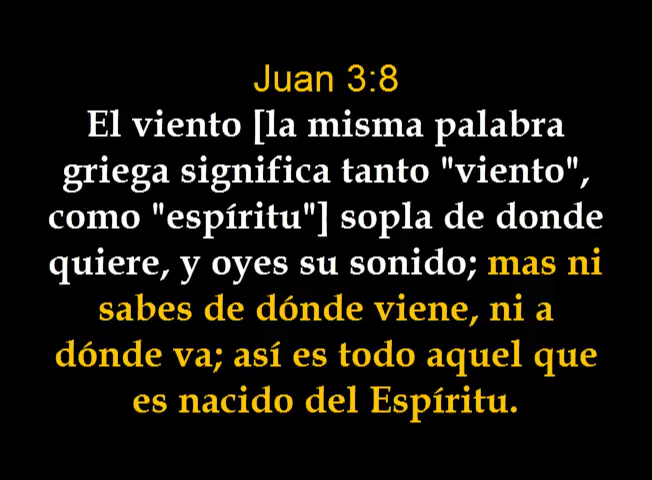 Juan 3:8
El viento [la misma palabra
griega significa tanto "viento",
como "espíritu"] sopla de donde
quiere, y oyes su sonido; mas ni
sabes de dónde viene, ni a
dónde va; así es todo aquel que
es nacido del Espíritu.